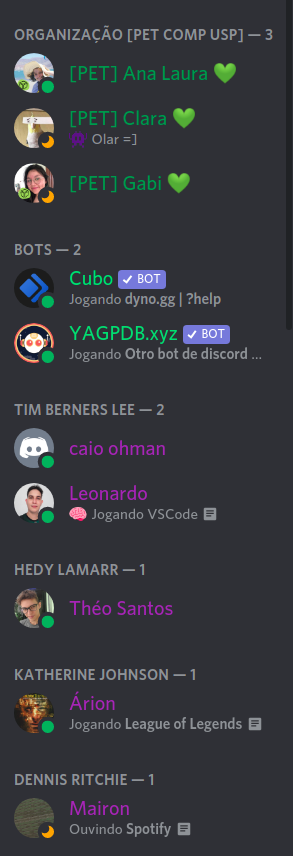 ORGANIZAÇÃO [PET COMP USP] — 3
[PET] Ana Laura 💚
[PET] Clara 💚
👾 Olar =]
[PET] Gabi 💚
BOTS — 2
Cubo ✓ BOT
Jogando dyno.gg | ?help
YAGPDB.xyz ✓ BOT
Jogando Otro bot de discord ...
TIM BERNERS LEE — 2
caio ohman
Leonardo
🧠 Jogando VSCode
HEDY LAMARR — 1
Théo Santos
KATHERINE JOHNSON — 1
Árion
Jogando League of Legends
DENNIS RITCHIE — 1
Mairon
Ouvindo Spotify